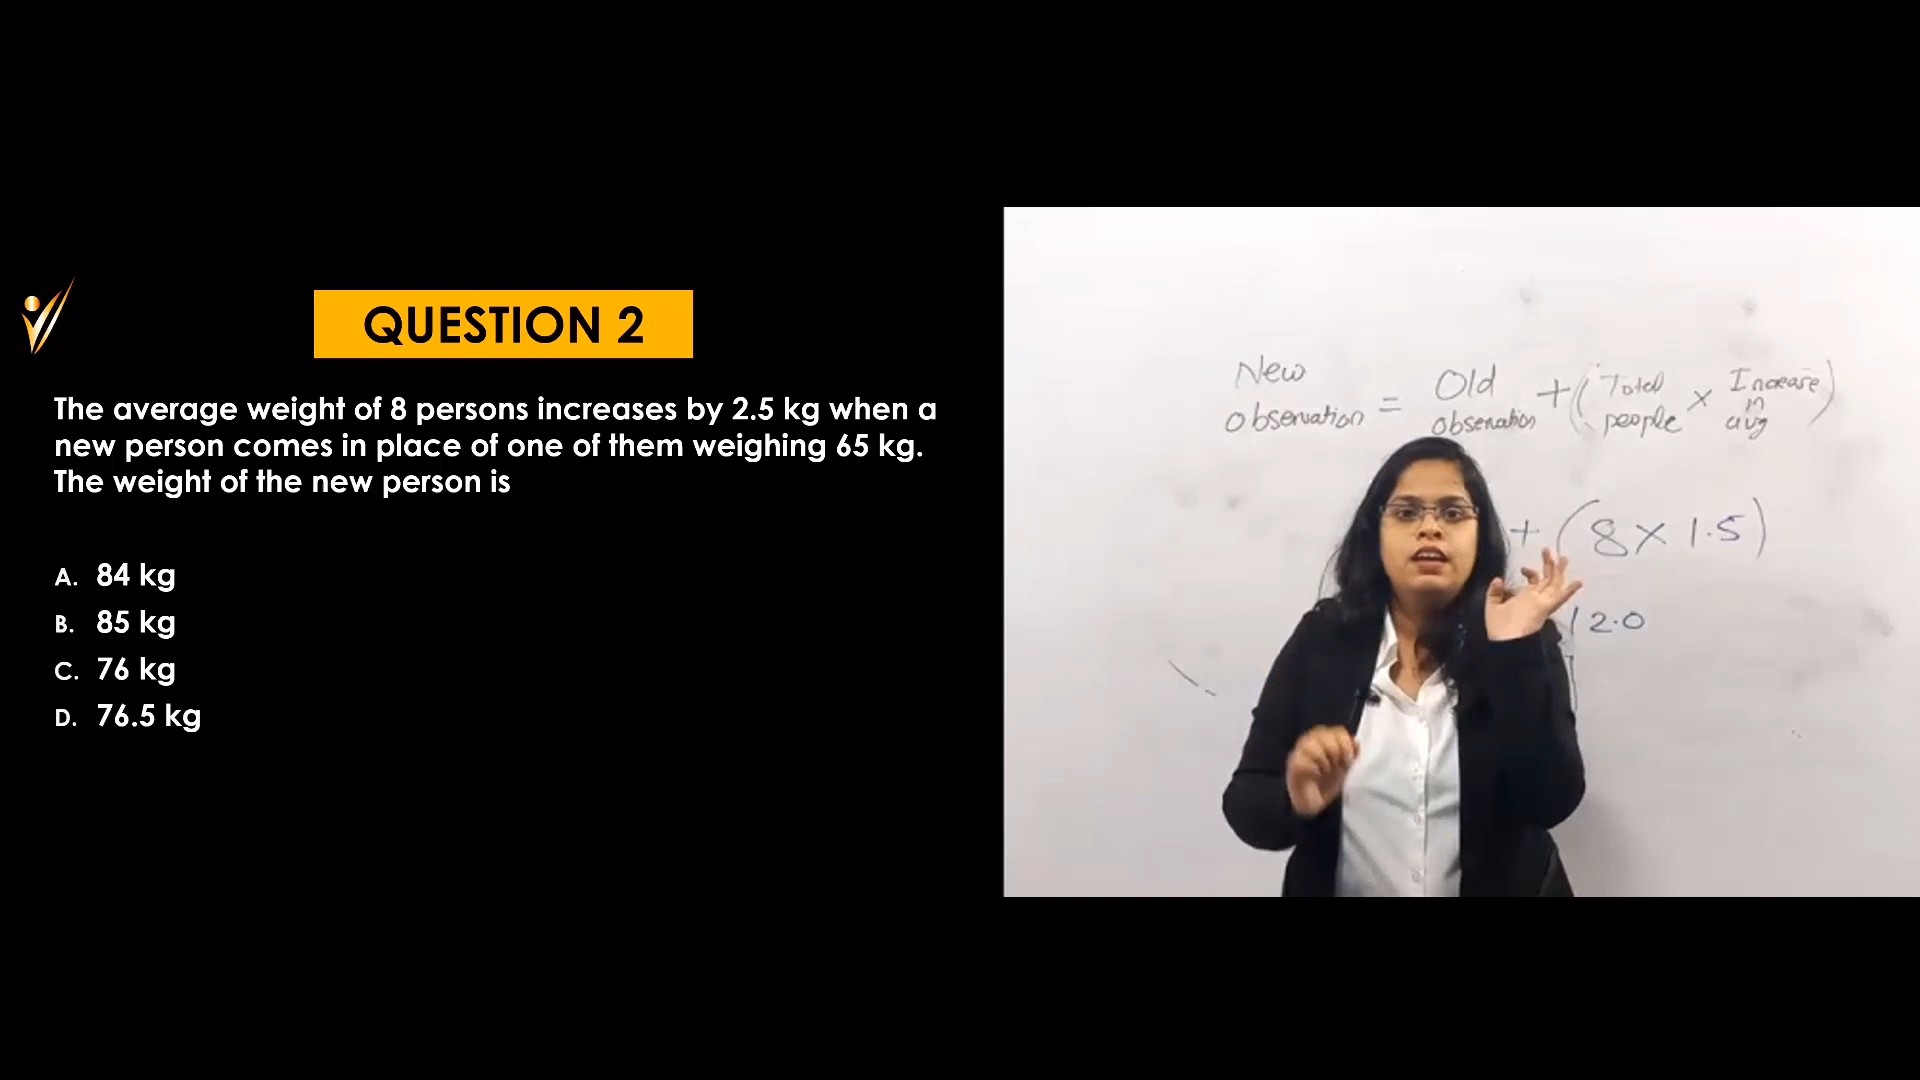 QUESTION 2
The average weight of 8 persons increases by 2.5 kg when a
new person comes in place of one of them weighing 65 kg.
The weight of the new person is
A. 84 kg
B. 85 kg
C. 76 kg
D. 76.5 kg
New observation = Old observation + (Total people × Increase in avg)
+ (8 × 1.5)
12.0